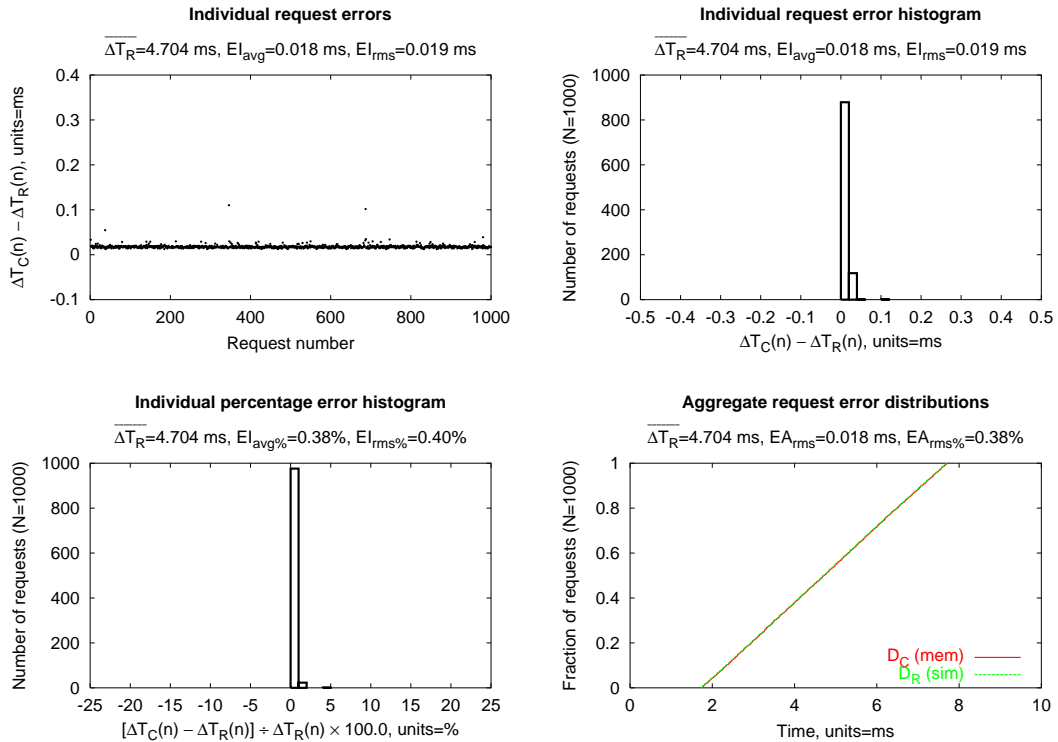 Individual request errors
ΔT_R=4.704 ms, EI_avg=0.018 ms, EI_rms=0.019 ms
ΔT_C(n) − ΔT_R(n), units=ms
0.4
0.3
0.2
0.1
0
-0.1
0 200 400 600 800 1000
Request number
Individual request error histogram
ΔT_R=4.704 ms, EI_avg=0.018 ms, EI_rms=0.019 ms
Number of requests (N=1000)
1000
800
600
400
200
0
-0.5 -0.4 -0.3 -0.2 -0.1 0 0.1 0.2 0.3 0.4 0.5
ΔT_C(n) − ΔT_R(n), units=ms
Individual percentage error histogram
ΔT_R=4.704 ms, EI_avg%=0.38%, EI_rms%=0.40%
Number of requests (N=1000)
1000
800
600
400
200
0
-25 -20 -15 -10 -5 0 5 10 15 20 25
[ΔT_C(n) − ΔT_R(n)] ÷ ΔT_R(n) × 100.0, units=%
Aggregate request error distributions
ΔT_R=4.704 ms, EA_rms=0.018 ms, EA_rms%=0.38%
Fraction of requests (N=1000)
1
0.8
0.6
0.4
0.2
0
D_C (mem)
D_R (sim)
0 2 4 6 8 10
Time, units=ms